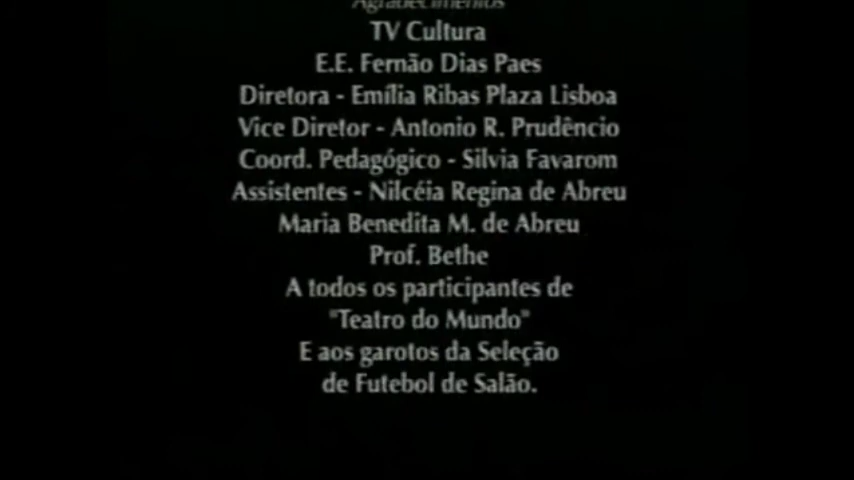 Agradecimentos
TV Cultura
E.E. Fernão Dias Paes
Diretora - Emília Ribas Plaza Lisboa
Vice Diretor - Antonio R. Prudêncio
Coord. Pedagógico - Silvia Favarom
Assistentes - Nilcéia Regina de Abreu
Maria Benedita M. de Abreu
Prof. Bethe
A todos os participantes de
"Teatro do Mundo"
E aos garotos da Seleção
de Futebol de Salão.